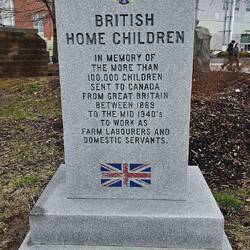 BRITISH
HOME CHILDREN
IN MEMORY OF
THE MORE THAN
100,000 CHILDREN
SENT TO CANADA
FROM GREAT BRITAIN
BETWEEN 1869
TO THE MID 1940's
TO WORK AS
FARM LABOURERS AND
DOMESTIC SERVANTS.